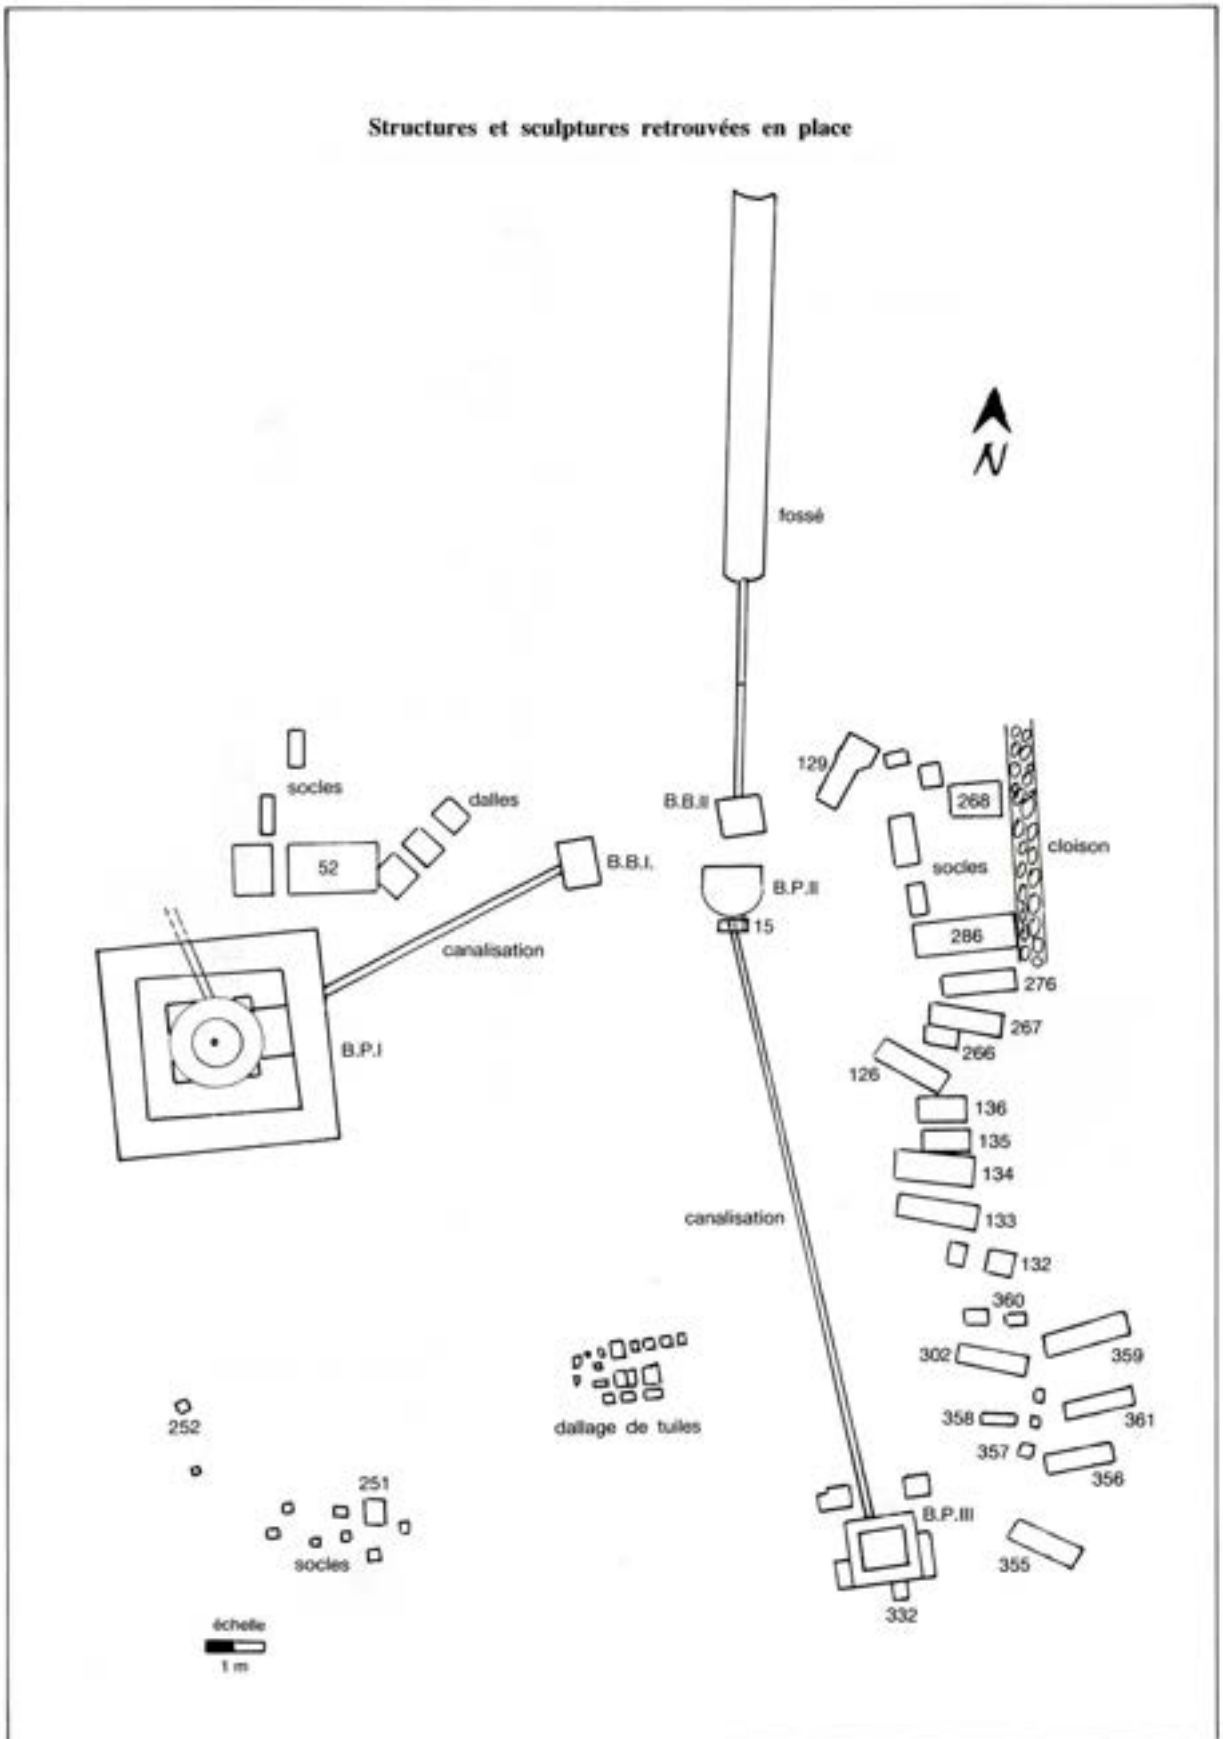 Structures et sculptures retrouvées en place
N
fossé
129
socles
B.B.II
268
dalles
52
B.B.I.
cloison
socles
B.P.II
15
286
canalisation
276
267
B.P.I
266
126
136
135
134
canalisation
133
132
360
302
359
252
dallage de tuiles
358
361
357
356
251
B.P.III
socles
355
332
échelle
1 m